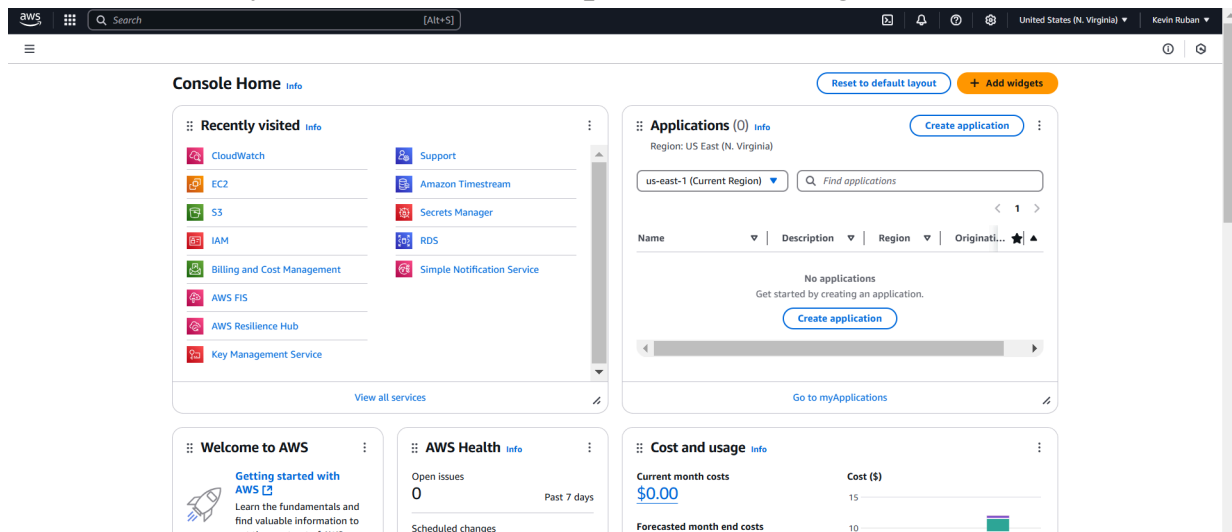 aws
Search
[Alt+S]
United States (N. Virginia) ▼
Kevin Ruban ▼
Console Home Info
Reset to default layout
+ Add widgets
Recently visited Info
CloudWatch
EC2
S3
IAM
Billing and Cost Management
AWS FIS
AWS Resilience Hub
Key Management Service
Support
Amazon Timestream
Secrets Manager
RDS
Simple Notification Service
View all services
Applications (0) Info
Create application
Region: US East (N. Virginia)
us-east-1 (Current Region) ▼
Find applications
1
Name
Description
Region
Originati...
No applications
Get started by creating an application.
Create application
Go to myApplications
Welcome to AWS
Getting started with
AWS
Learn the fundamentals and
find valuable information to
AWS Health Info
Open issues
0
Past 7 days
Scheduled changes
Cost and usage Info
Current month costs
$0.00
Forecasted month end costs
Cost ($)
15
10